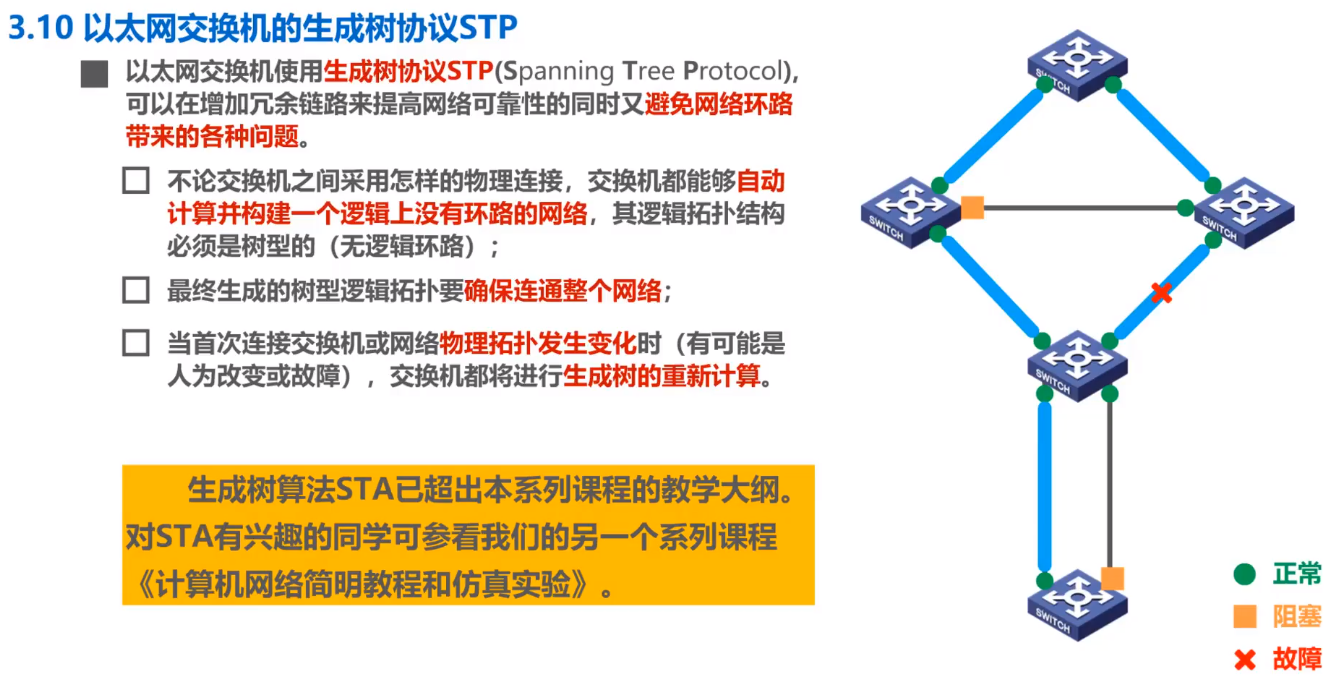 3.10 以太网交换机的生成树协议STP
以太网交换机使用生成树协议STP(Spanning Tree Protocol),
可以在增加冗余链路来提高网络可靠性的同时又避免网络环路
带来的各种问题。
不论交换机之间采用怎样的物理连接，交换机都能够自动
计算并构建一个逻辑上没有环路的网络，其逻辑拓扑结构
必须是树型的（无逻辑环路）；
最终生成的树型逻辑拓扑要确保连通整个网络；
当首次连接交换机或网络物理拓扑发生变化时（有可能是
人为改变或故障），交换机都将进行生成树的重新计算。
生成树算法STA已超出本系列课程的教学大纲。
对STA有兴趣的同学可参看我们的另一个系列课程
《计算机网络简明教程和仿真实验》。
SWITCH
SWITCH
SWITCH
SWITCH
SWITCH
正常
阻塞
故障